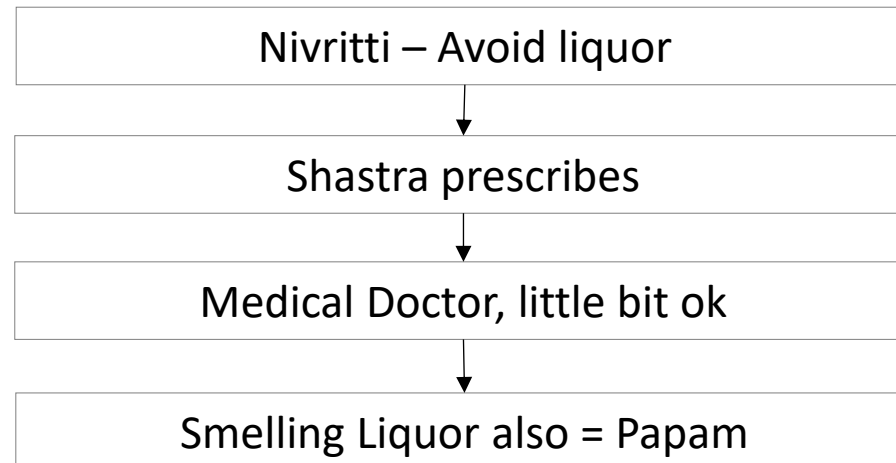 Nivritti – Avoid liquor
Shastra prescribes
Medical Doctor, little bit ok
Smelling Liquor also = Papam